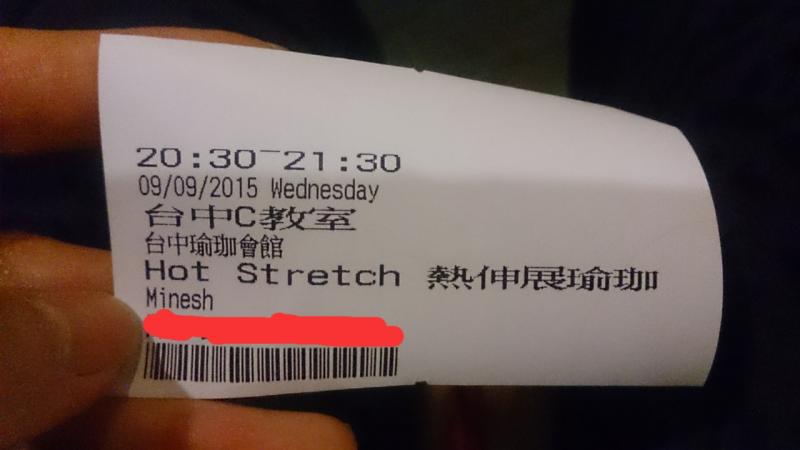 20:30~21:30
09/09/2015 Wednesday
台中C教室
台中瑜珈會館
Hot Stretch 熱伸展瑜珈
Minesh